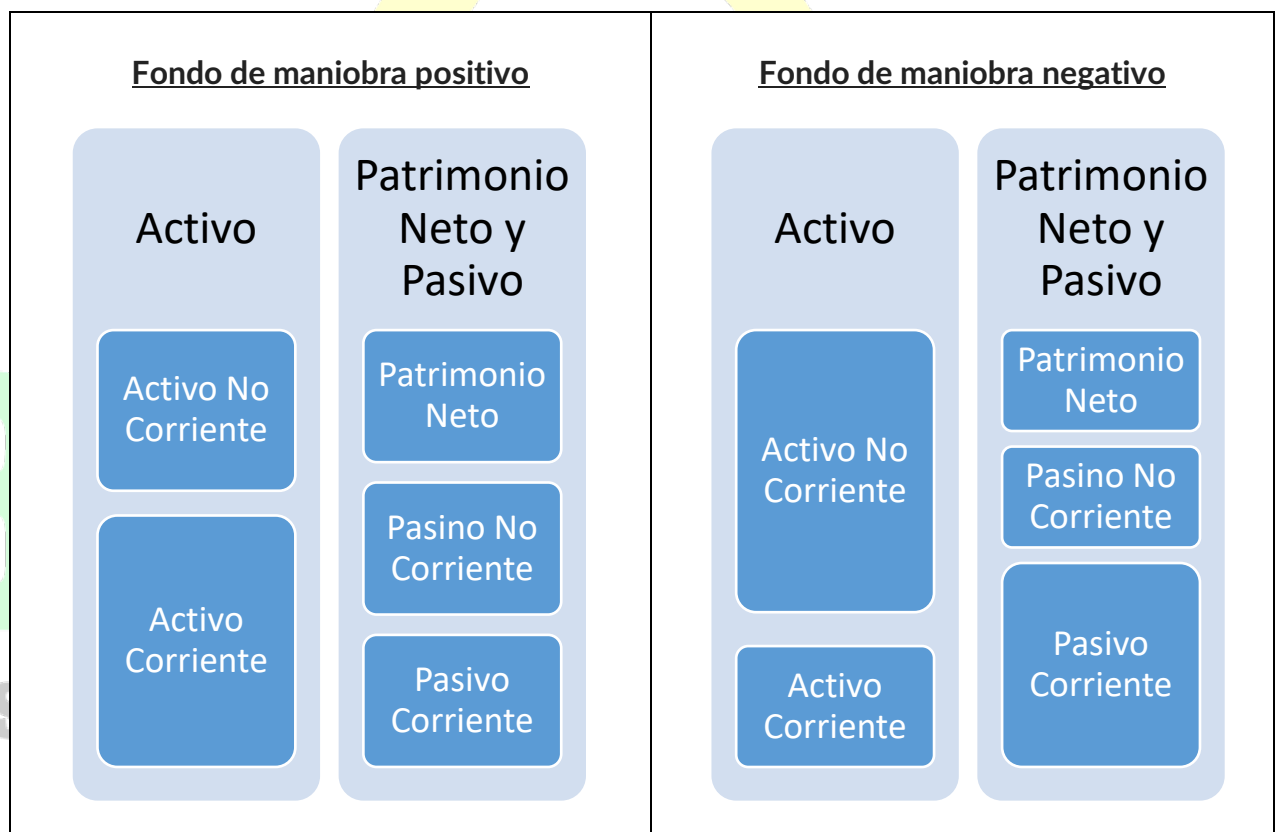 Fondo de maniobra positivo
Activo
Activo No
Corriente
Activo
Corriente
Patrimonio
Neto y
Pasivo
Patrimonio
Neto
Pasino No
Corriente
Pasivo
Corriente
Fondo de maniobra negativo
Activo
Activo No
Corriente
Activo
Corriente
Patrimonio
Neto y
Pasivo
Patrimonio
Neto
Pasino No
Corriente
Pasivo
Corriente